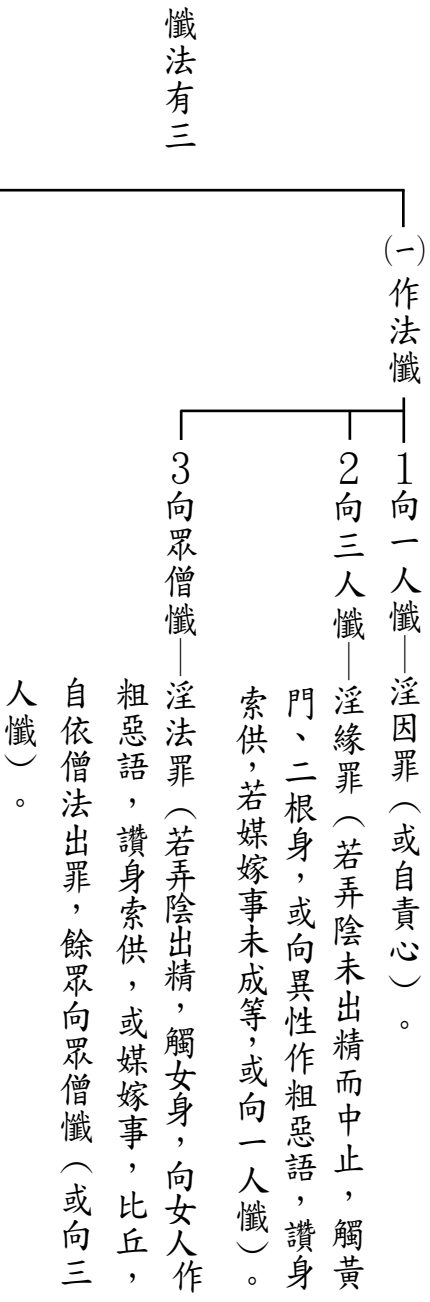 懺法有三
㈠作法懺
1向一人懺—淫因罪（或自責心）。
2向三人懺—淫緣罪（若弄陰未出精而中止，觸黃
門、二根身，或向異性作粗惡語，讚身
索供，若媒嫁事未成等，或向一人懺）。
3向眾僧懺—淫法罪（若弄陰出精，觸女身，向女人作
粗惡語，讚身索供，或媒嫁事，比丘，
自依僧法出罪，餘眾向眾僧懺（或向三
人懺）。